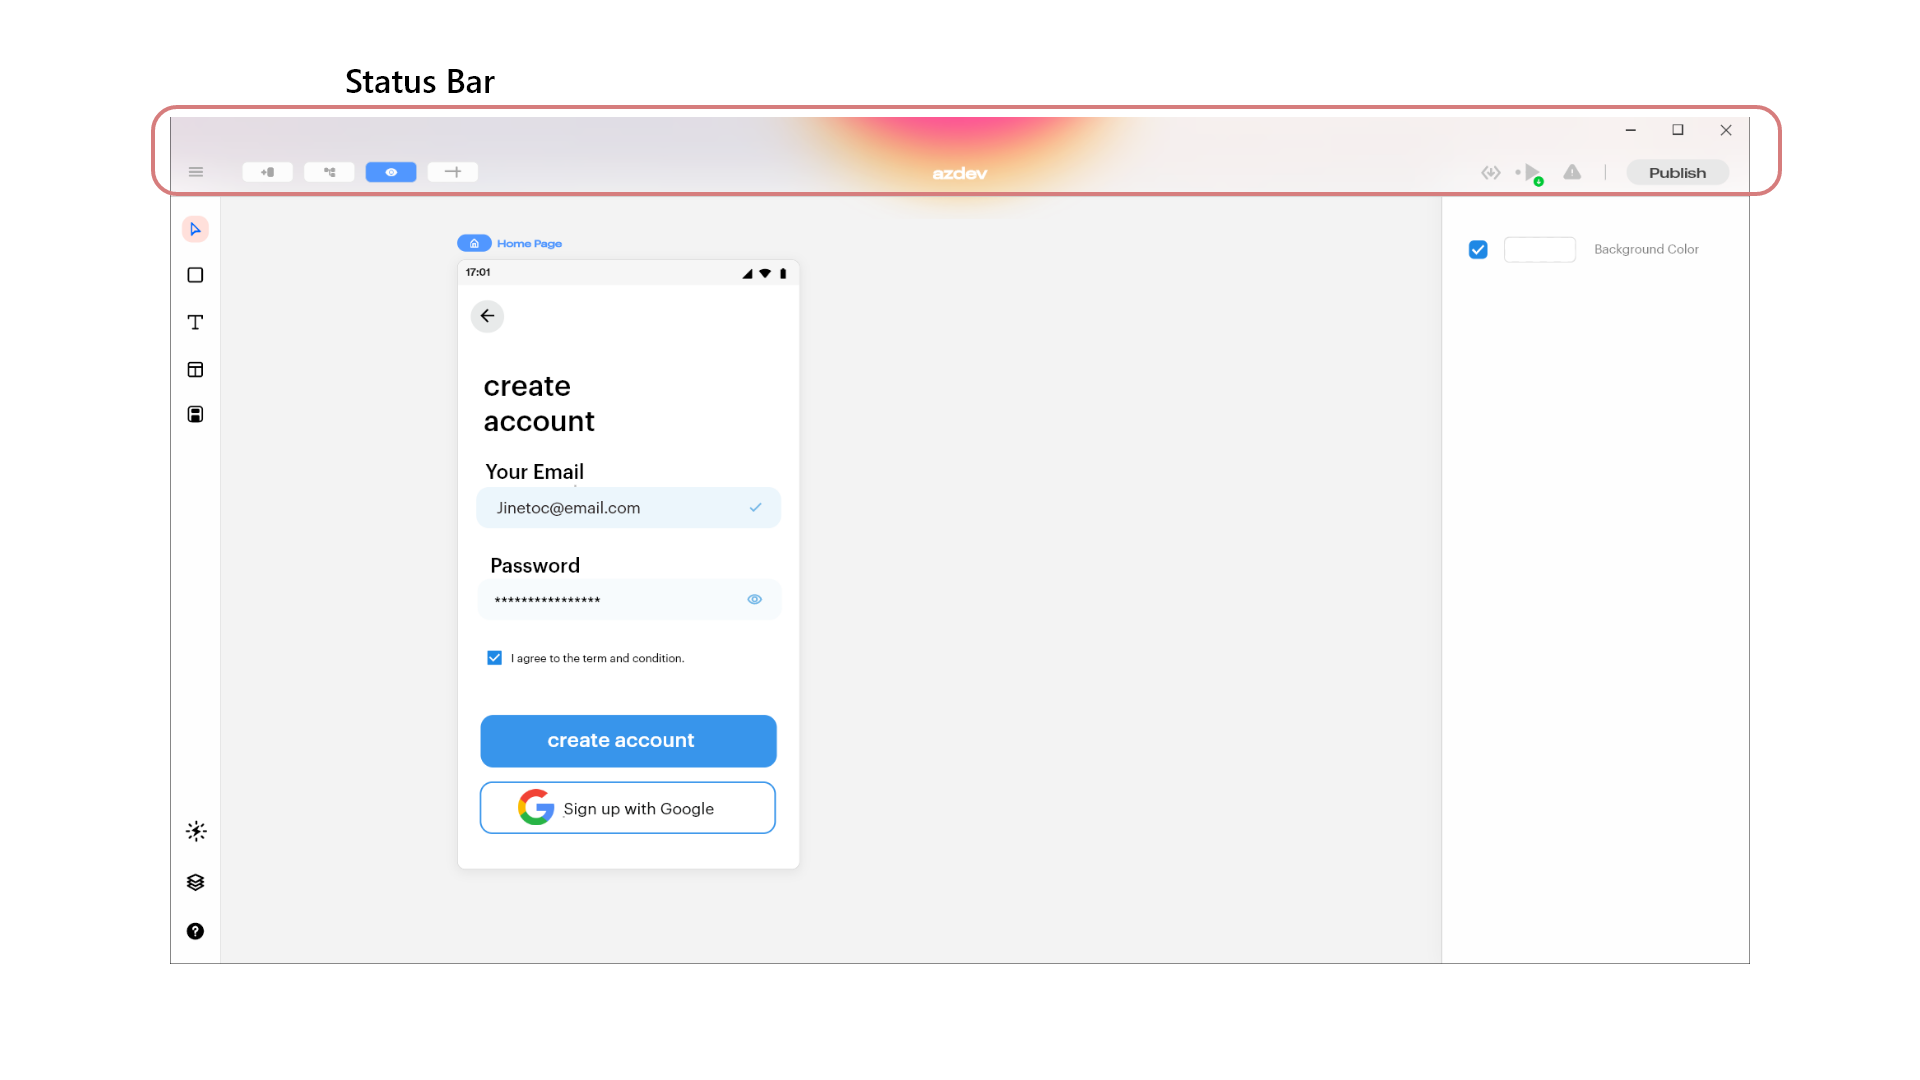 Status Bar
azdev
Publish
Home Page
Background Color
17:01
create
account
Your Email
Jinetoc@email.com
Password
****************
I agree to the term and condition.
create account
Sign up with Google